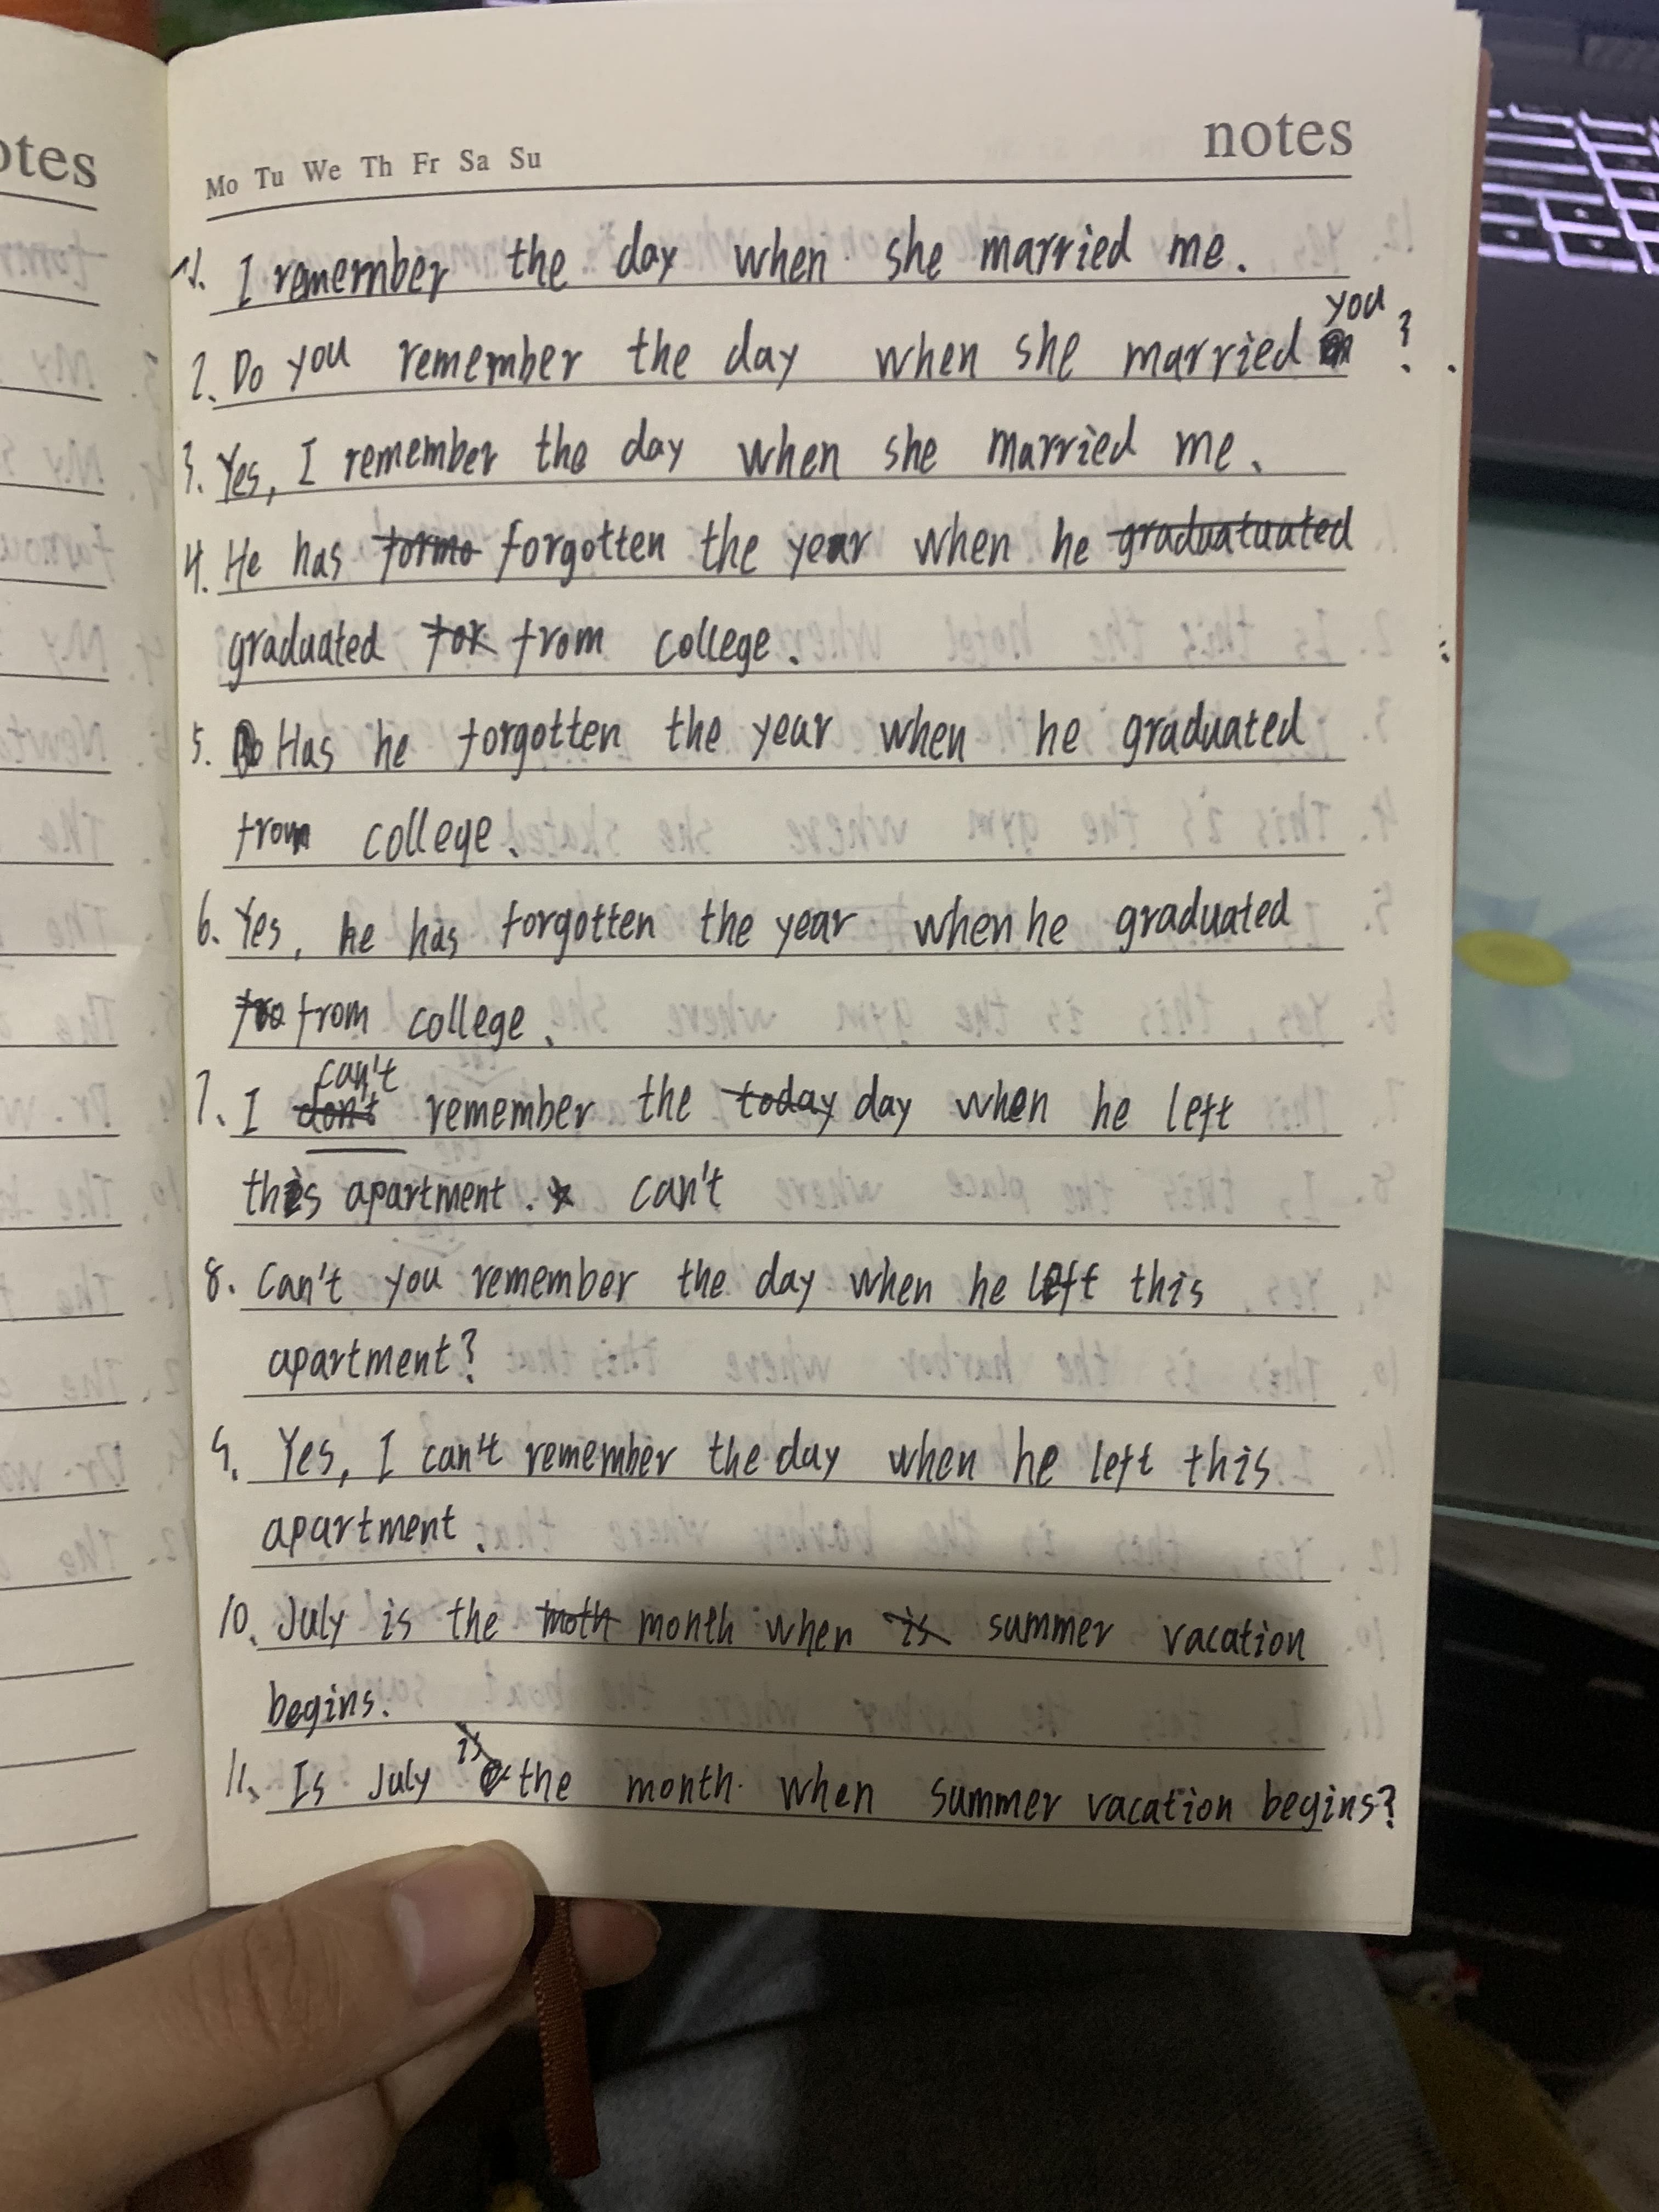 otes
Mo Tu We Th Fr Sa Su
notes
1. I remember the day when she married me.
2. Do you remember the day when she married you ?
3. Yes, I remember the day when she married me.
4. He has forgotten the year when he graduatuated
graduated from college.
5. Has he forgotten the year when he graduated
from college.
6. Yes, he has forgotten the year when he graduated
from college.
7. I don't can't remember the today day when he left
this apartment. can't
8. Can't you remember the day when he left this
apartment?
9. Yes, I can't remember the day when he left this
apartment.
10. July is the moth month when is summer vacation
begins.
11. Is July is the month when summer vacation begins?